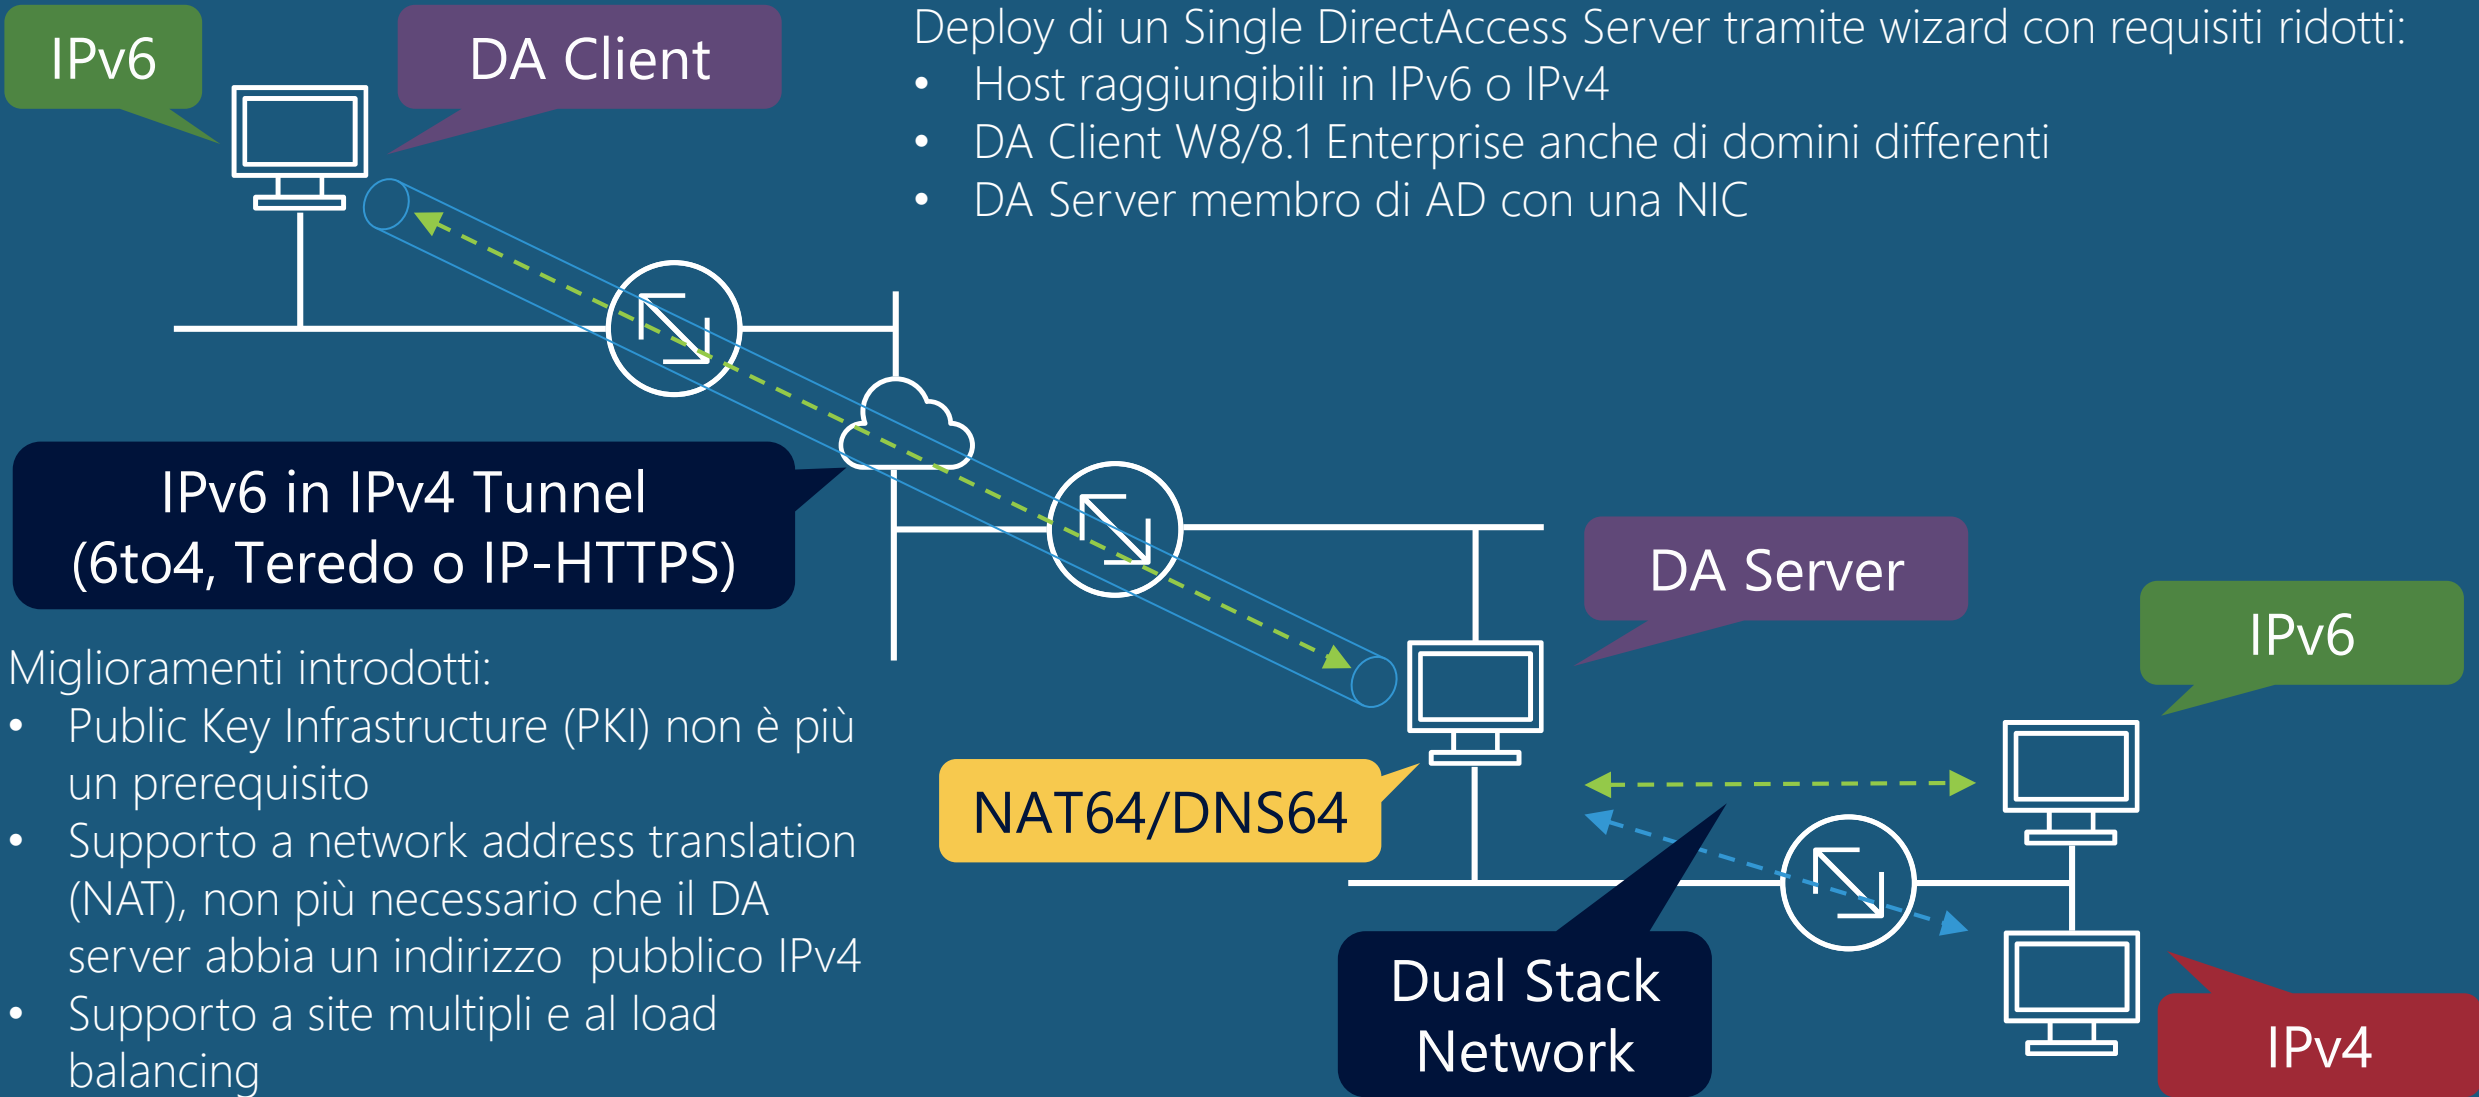 IPv6
DA Client
Deploy di un Single DirectAccess Server tramite wizard con requisiti ridotti:
• Host raggiungibili in IPv6 o IPv4
• DA Client W8/8.1 Enterprise anche di domini differenti
• DA Server membro di AD con una NIC
IPv6 in IPv4 Tunnel
(6to4, Teredo o IP-HTTPS)
DA Server
IPv6
Miglioramenti introdotti:
• Public Key Infrastructure (PKI) non è più
un prerequisito
• Supporto a network address translation
(NAT), non più necessario che il DA
server abbia un indirizzo pubblico IPv4
• Supporto a site multipli e al load
balancing
NAT64/DNS64
Dual Stack
Network
IPv4